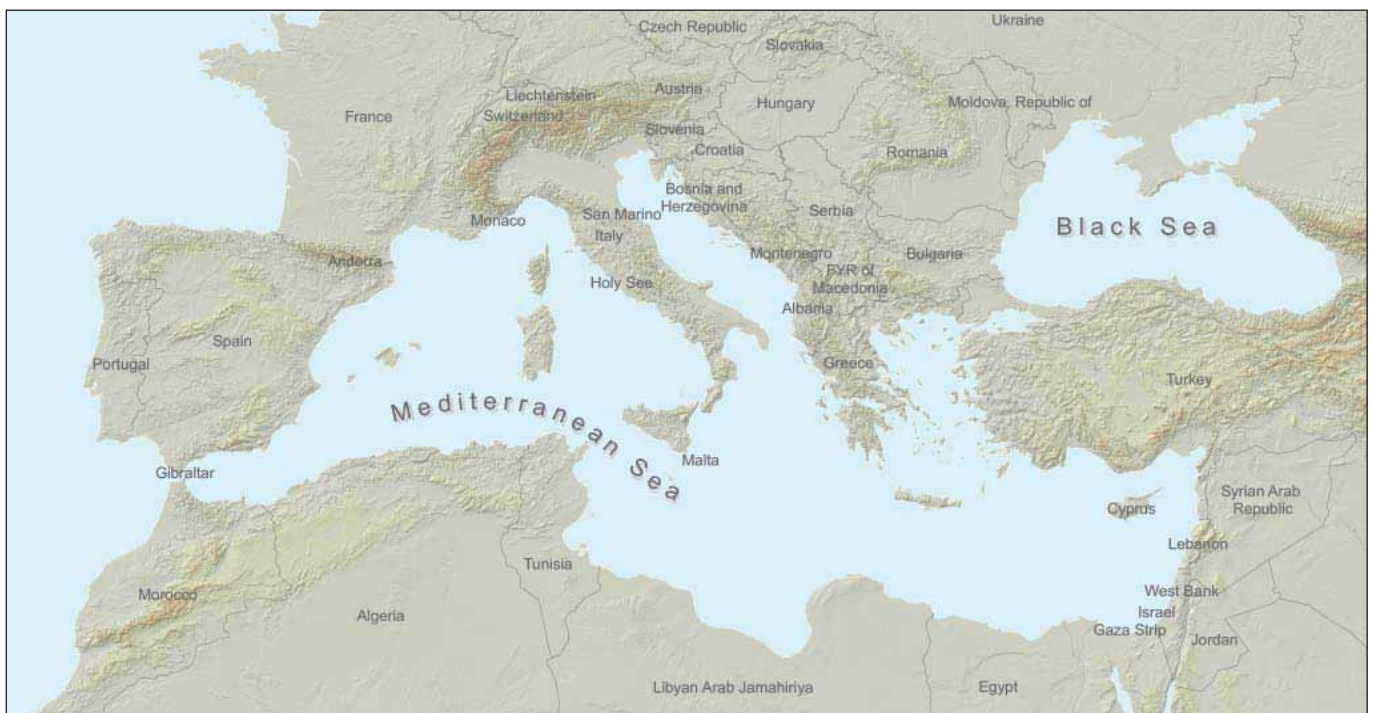 Czech Republic
Ukraine
Slovakia
Liechtenstein
Austria
France
Switzerland
Hungary
Moldova, Republic of
Slovenia
Croatia
Romania
Bosnia and
Herzegovina
Serbia
Monaco
San Marino
Italy
Black Sea
Andorra
Montenegro
Bulgaria
Holy See
FYR of
Macedonia
Albania
Portugal
Spain
Greece
Turkey
Mediterranean Sea
Gibraltar
Malta
Syrian Arab
Republic
Cyprus
Lebanon
Tunisia
Morocco
West Bank
Algeria
Israel
Gaza Strip
Jordan
Libyan Arab Jamahiriya
Egypt